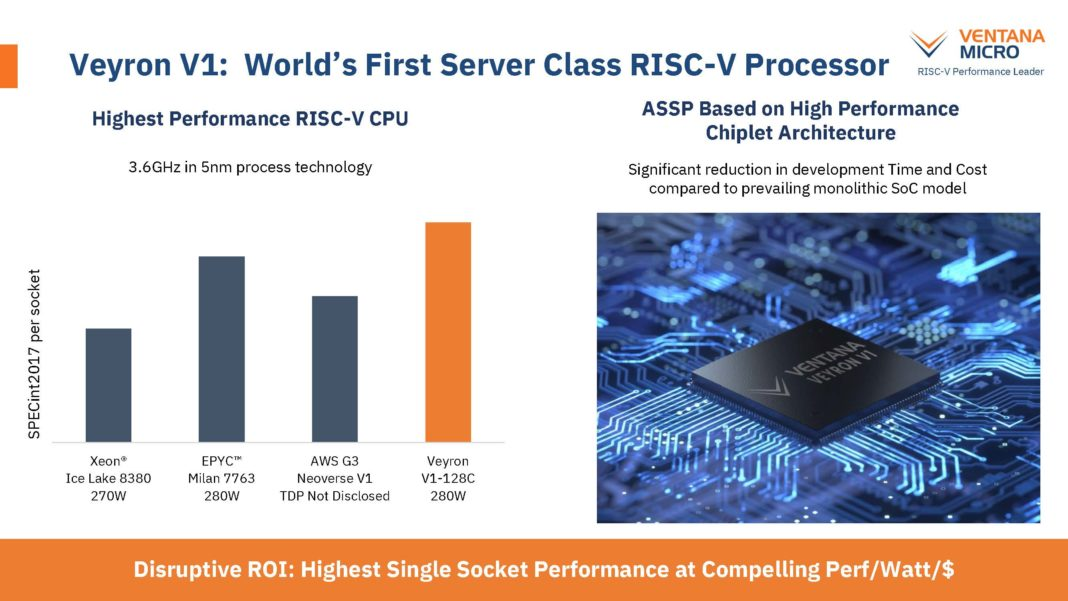 Veyron V1: World's First Server Class RISC-V Processor
VENTANA
MICRO
RISC-V Performance Leader
Highest Performance RISC-V CPU
3.6GHz in 5nm process technology
SPECint2017 per socket
Xeon®
Ice Lake 8380
270W
EPYC™
Milan 7763
280W
AWS G3
Neoverse V1
TDP Not Disclosed
Veyron
V1-128C
280W
ASSP Based on High Performance
Chiplet Architecture
Significant reduction in development Time and Cost
compared to prevailing monolithic SoC model
VENTANA
VEYRON V1
Disruptive ROI: Highest Single Socket Performance at Compelling Perf/Watt/$